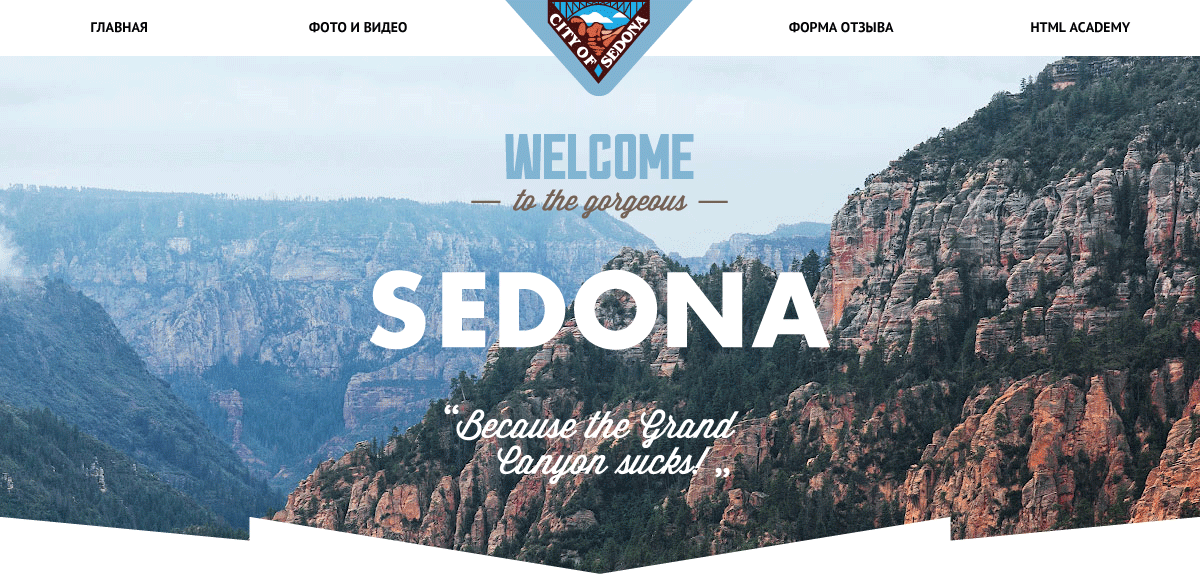 ГЛАВНАЯ
ФОТО И ВИДЕО
CITY OF SEDONA
ФОРМА ОТЗЫВА
HTML ACADEMY
WELCOME
— to the gorgeous —
SEDONA
“Because the Grand
Canyon sucks! „